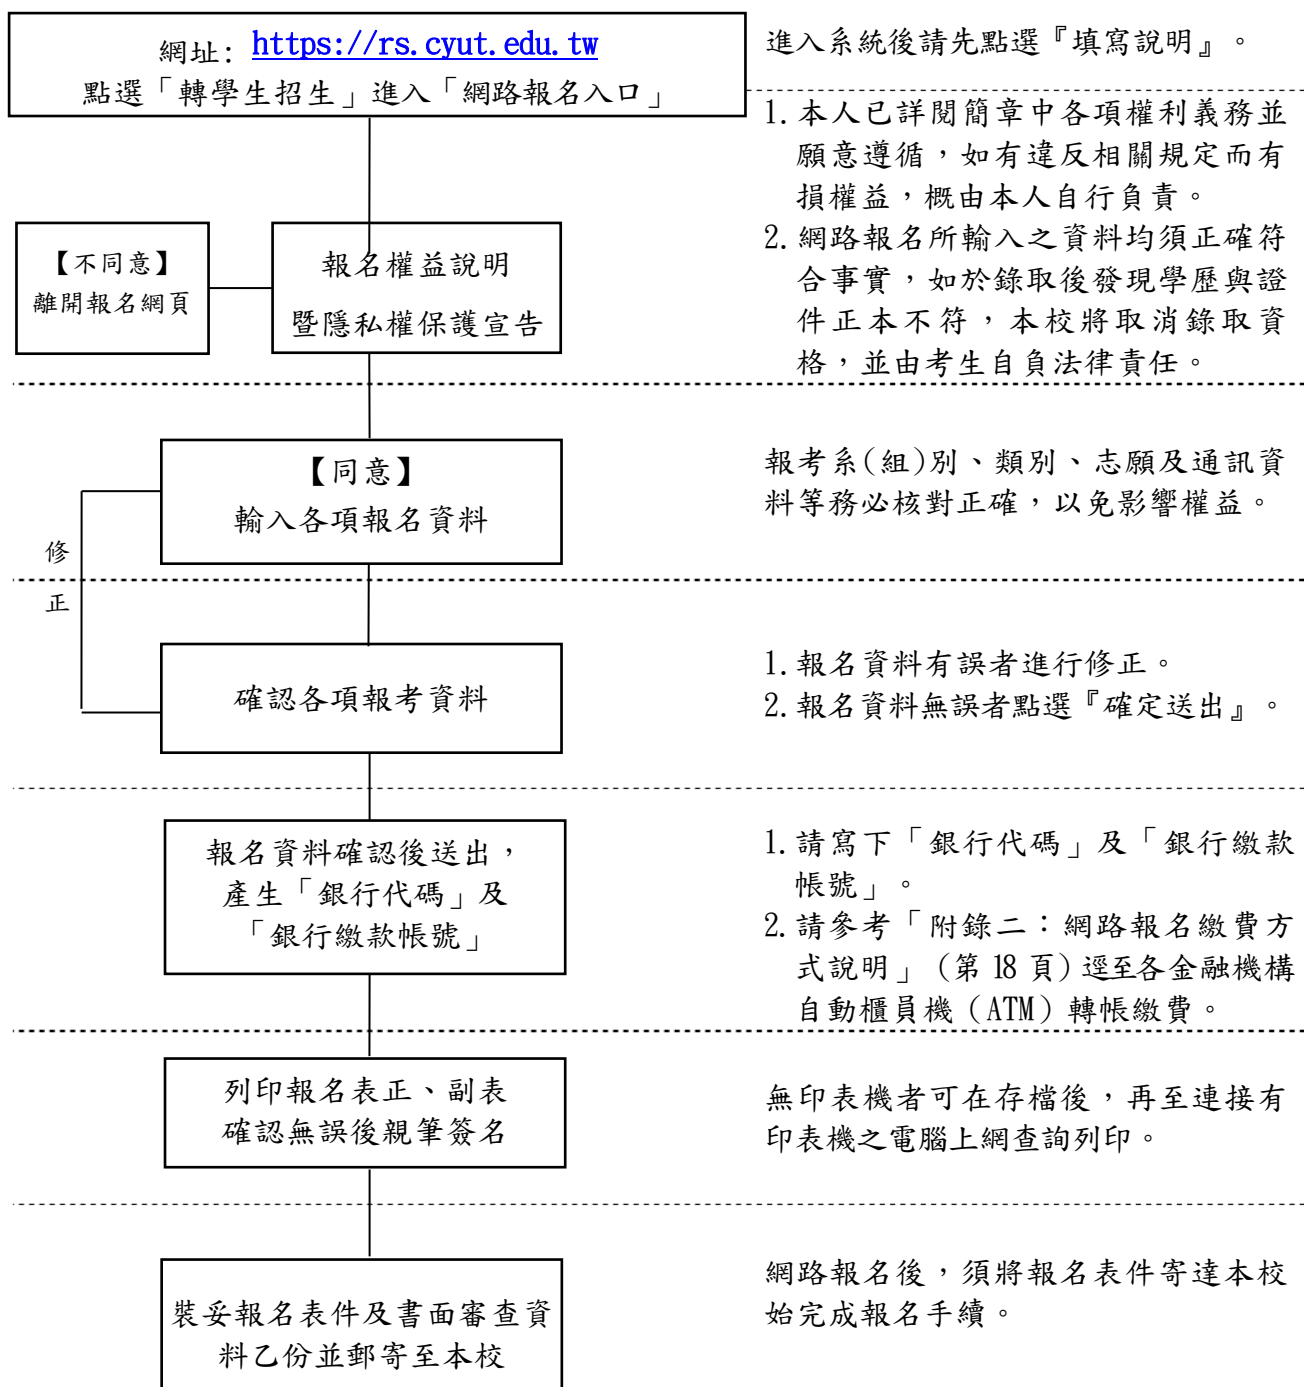 網址: https://rs.cyut.edu.tw
點選「轉學生招生」進入「網路報名入口」
進入系統後請先點選『填寫說明』。
1.本人已詳閱簡章中各項權利義務並
願意遵循，如有違反相關規定而有
損權益，概由本人自行負責。
2.網路報名所輸入之資料均須正確符
合事實，如於錄取後發現學歷與證
件正本不符，本校將取消錄取資
格，並由考生自負法律責任。
【不同意】
離開報名網頁
報名權益說明
暨隱私權保護宣告
【同意】
輸入各項報名資料
報考系(組)別、類別、志願及通訊資
料等務必核對正確，以免影響權益。
修
正
確認各項報考資料
1.報名資料有誤者進行修正。
2.報名資料無誤者點選『確定送出』。
報名資料確認後送出，
產生「銀行代碼」及
「銀行繳款帳號」
1.請寫下「銀行代碼」及「銀行繳款
帳號」。
2.請參考「附錄二：網路報名繳費方
式說明」(第 18 頁)逕至各金融機構
自動櫃員機（ATM）轉帳繳費。
列印報名表正、副表
確認無誤後親筆簽名
無印表機者可在存檔後，再至連接有
印表機之電腦上網查詢列印。
裝妥報名表件及書面審查資
料乙份並郵寄至本校
網路報名後，須將報名表件寄達本校
始完成報名手續。